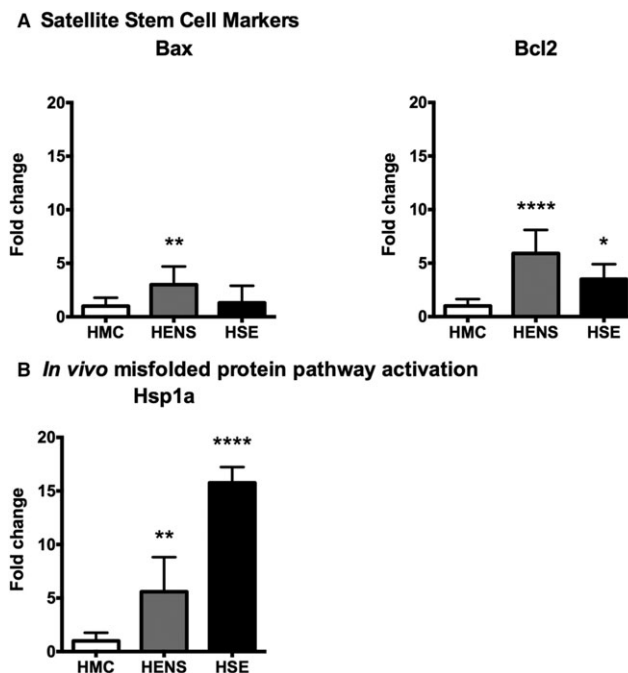 A Satellite Stem Cell Markers
Bax
Bcl2
Fold change
20
15
10
5
0
**
HMC
HENS
HSE
Fold change
20
15
10
5
0
****
*
HMC
HENS
HSE
B In vivo misfolded protein pathway activation
Hsp1a
Fold change
20
15
10
5
0
**
****
HMC
HENS
HSE